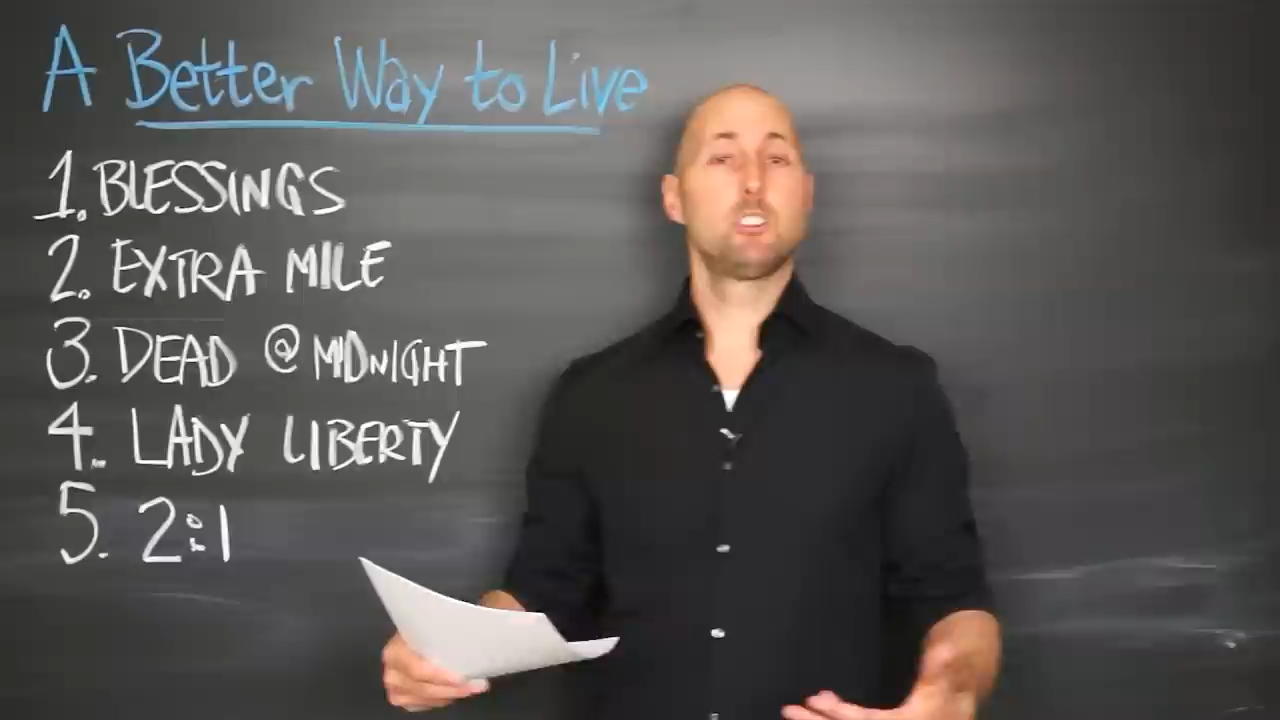 A Better Way to Live
1. BLESSINGS
2. EXTRA MILE
3. DEAD @ MIDNIGHT
4. LADY LIBERTY
5. 2:1